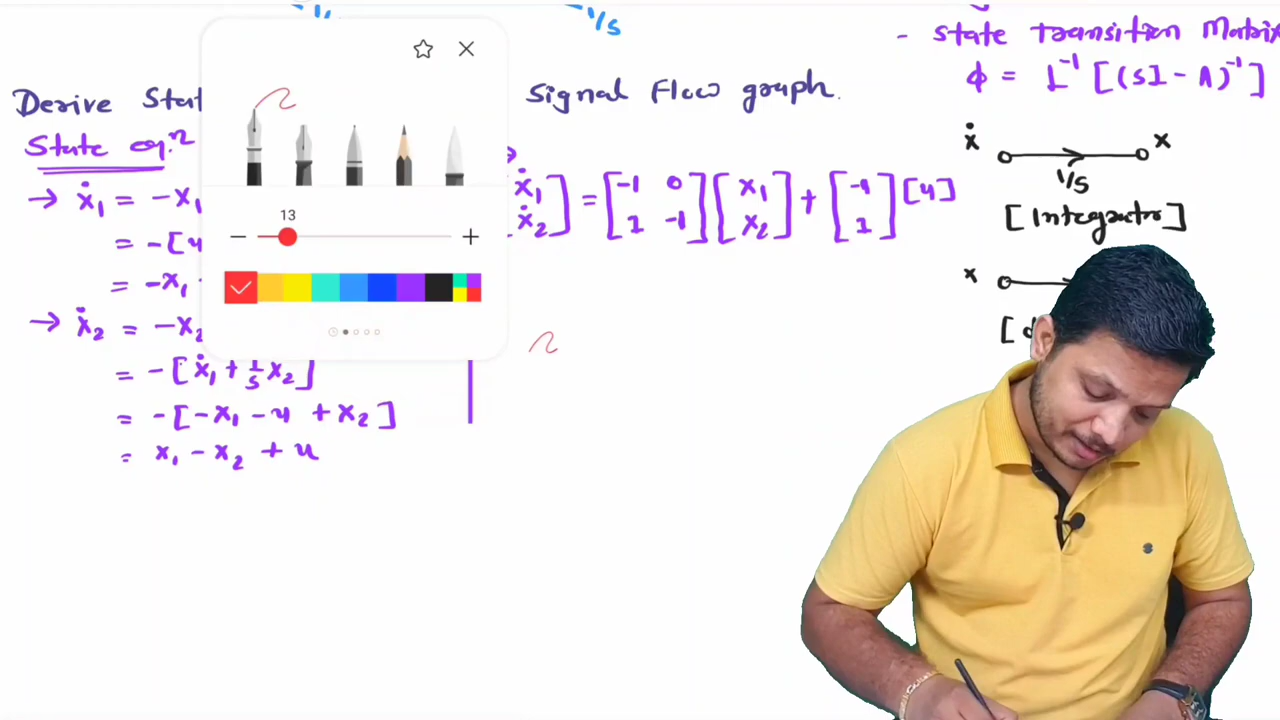 1/s
1/s
Derive Stat
Signal Flow graph.
State eq.ⁿ
→ ẋ₁ = -x₁
= -[u
= -x₁
→ ẋ₂ = -x₂
= -[ẋ₁ + 1/s x₂]
= -[-x₁ - u + x₂]
= x₁ - x₂ + u
13
[ẋ₁ ẋ₂] = [-1 0 1 -1] [x₁ x₂] + [-1 1] [u]
- State transition Matrix
ϕ = L⁻¹ [(sI - A)⁻¹]
ẋ
x
1/s
[Integrator]
x
[d